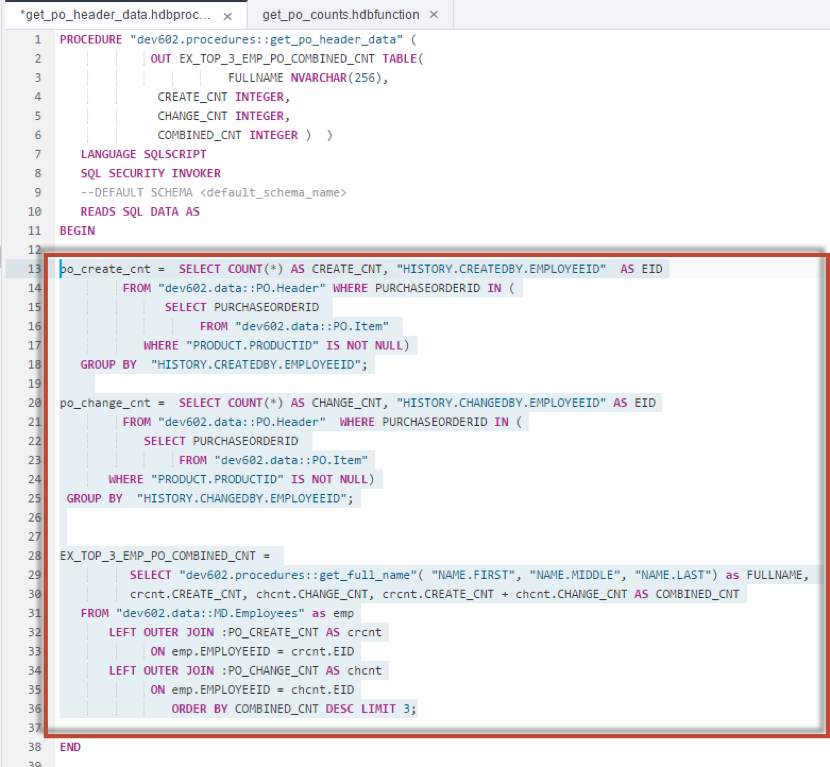 *get_po_header_data.hdbproc... × get_po_counts.hdbfunction ×
1 PROCEDURE "dev602.procedures::get_po_header_data" (
2 OUT EX_TOP_3_EMP_PO_COMBINED_CNT TABLE(
3 FULLNAME NVARCHAR(256),
4 CREATE_CNT INTEGER,
5 CHANGE_CNT INTEGER,
6 COMBINED_CNT INTEGER ) )
7 LANGUAGE SQLSCRIPT
8 SQL SECURITY INVOKER
9 --DEFAULT SCHEMA <default_schema_name>
10 READS SQL DATA AS
11 BEGIN
12
13 po_create_cnt = SELECT COUNT(*) AS CREATE_CNT, "HISTORY.CREATEDBY.EMPLOYEEID" AS EID
14 FROM "dev602.data::PO.Header" WHERE PURCHASEORDERID IN (
15 SELECT PURCHASEORDERID
16 FROM "dev602.data::PO.Item"
17 WHERE "PRODUCT.PRODUCTID" IS NOT NULL)
18 GROUP BY "HISTORY.CREATEDBY.EMPLOYEEID";
19
20 po_change_cnt = SELECT COUNT(*) AS CHANGE_CNT, "HISTORY.CHANGEDBY.EMPLOYEEID" AS EID
21 FROM "dev602.data::PO.Header" WHERE PURCHASEORDERID IN (
22 SELECT PURCHASEORDERID
23 FROM "dev602.data::PO.Item"
24 WHERE "PRODUCT.PRODUCTID" IS NOT NULL)
25 GROUP BY "HISTORY.CHANGEDBY.EMPLOYEEID";
26
27
28 EX_TOP_3_EMP_PO_COMBINED_CNT =
29 SELECT "dev602.procedures::get_full_name"( "NAME.FIRST", "NAME.MIDDLE", "NAME.LAST") as FULLNAME,
30 crcnt.CREATE_CNT, chcnt.CHANGE_CNT, crcnt.CREATE_CNT + chcnt.CHANGE_CNT AS COMBINED_CNT
31 FROM "dev602.data::MD.Employees" as emp
32 LEFT OUTER JOIN :PO_CREATE_CNT AS crcnt
33 ON emp.EMPLOYEEID = crcnt.EID
34 LEFT OUTER JOIN :PO_CHANGE_CNT AS chcnt
35 ON emp.EMPLOYEEID = chcnt.EID
36 ORDER BY COMBINED_CNT DESC LIMIT 3;
37
38 END
39